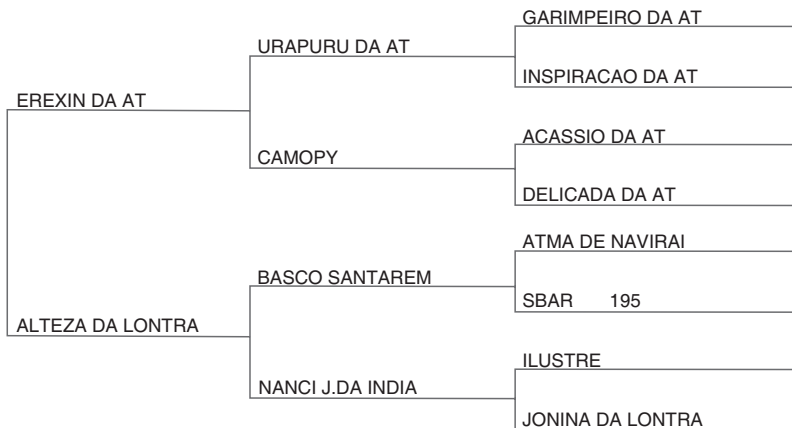 GARIMPEIRO DA AT
URAPURU DA AT
INSPIRACAO DA AT
EREXIN DA AT
ACASSIO DA AT
CAMOPY
DELICADA DA AT
ATMA DE NAVIRAI
BASCO SANTAREM
SBAR 195
ALTEZA DA LONTRA
ILUSTRE
NANCI J.DA INDIA
JONINA DA LONTRA